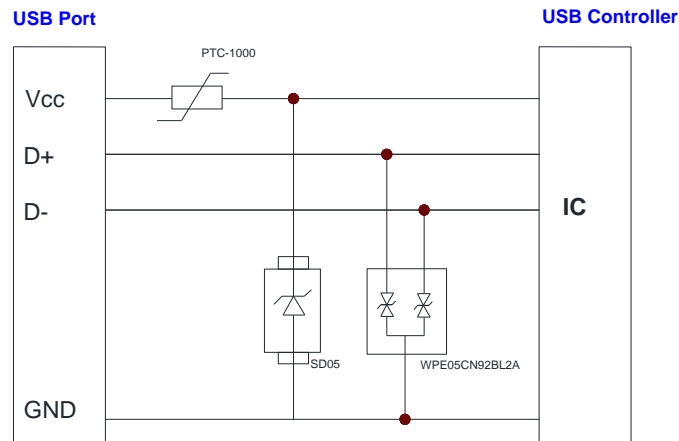 USB Port
USB Controller
PTC-1000
Vcc
D+
D-
IC
SD05
WPE05CN92BL2A
GND